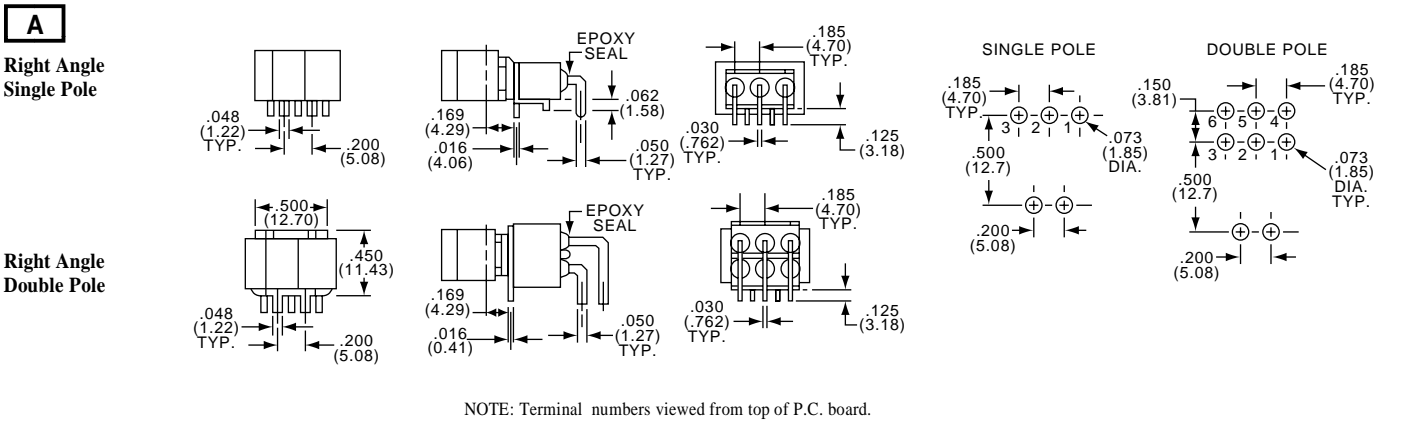 A
Right Angle
Single Pole
.048
(1.22)
TYP.
.200
(5.08)
EPOXY
SEAL
.169
(4.29)
.016
(4.06)
.062
(1.58)
.050
(1.27)
TYP.
.185
(4.70)
TYP.
.030
(.762)
TYP.
.125
(3.18)
SINGLE POLE
.185
(4.70)
TYP.
3 2 1
.500
(12.7)
.073
(1.85)
DIA.
.200
(5.08)
DOUBLE POLE
.150
(3.81)
.185
(4.70)
TYP.
6 5 4
3 2 1
.500
(12.7)
.073
(1.85)
DIA.
TYP.
.200
(5.08)
Right Angle
Double Pole
.500
(12.70)
.450
(11.43)
.048
(1.22)
TYP.
.200
(5.08)
EPOXY
SEAL
.169
(4.29)
.016
(0.41)
.050
(1.27)
TYP.
.185
(4.70)
TYP.
.030
(.762)
TYP.
.125
(3.18)
NOTE: Terminal numbers viewed from top of P.C. board.